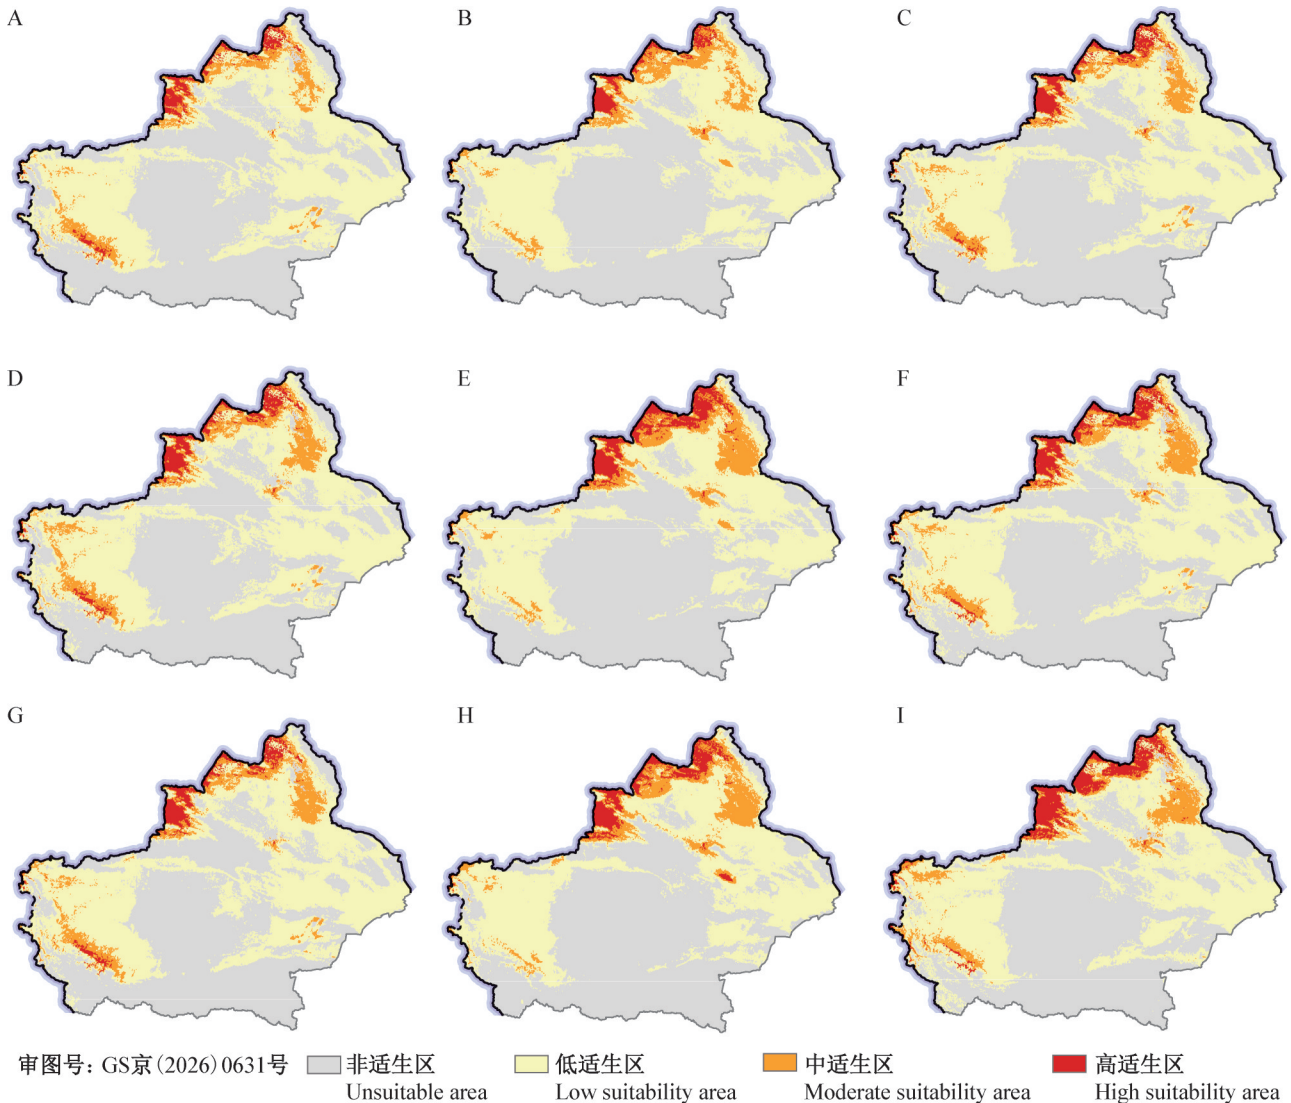 A
B
C
D
E
F
G
H
I
审图号: GS京(2026)0631号
非适生区
Unsuitable area
低适生区
Low suitability area
中适生区
Moderate suitability area
高适生区
High suitability area